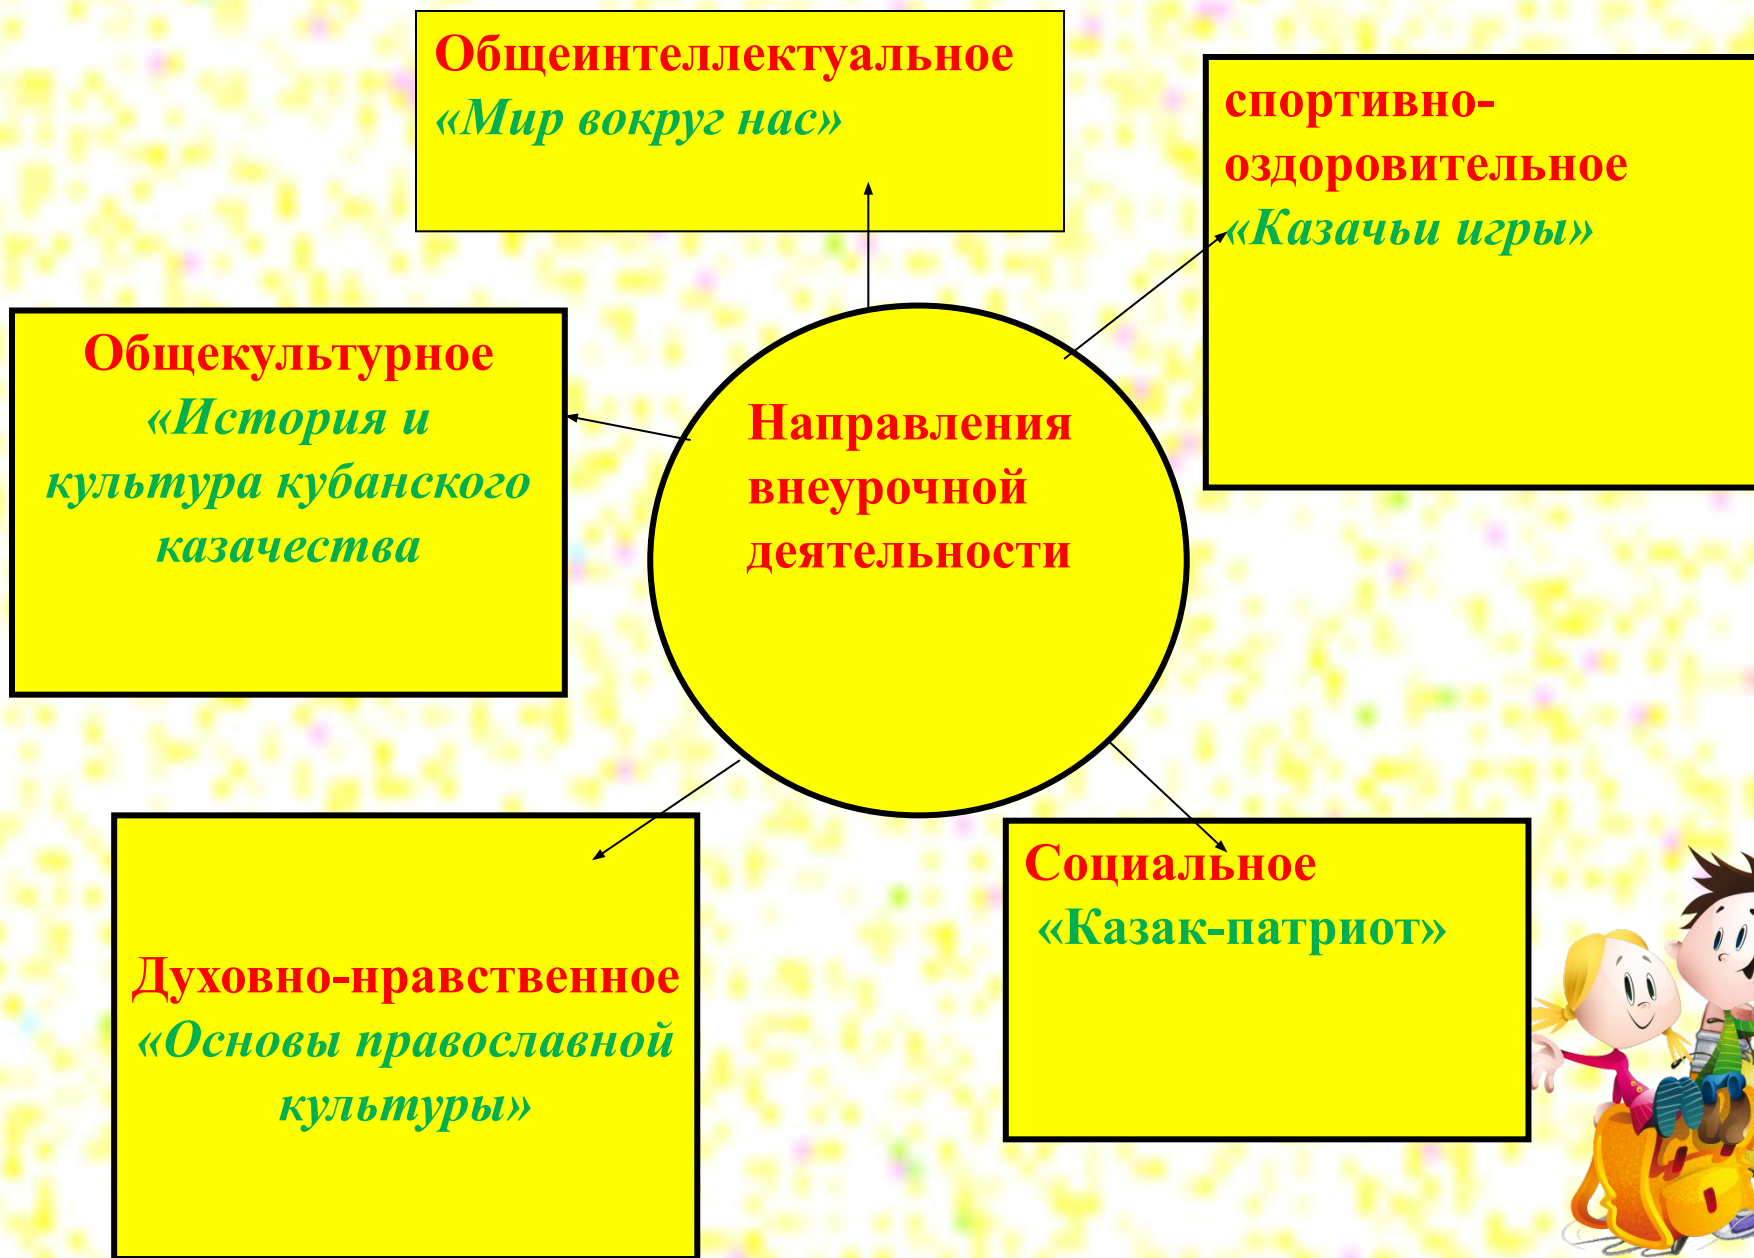 Общеинтеллектуальное
«Мир вокруг нас»
спортивно-
оздоровительное
«Казачьи игры»
Общекультурное
«История и
культура кубанского
казачества
Направления
внеурочной
деятельности
Духовно-нравственное
«Основы православной
культуры»
Социальное
«Казак-патриот»